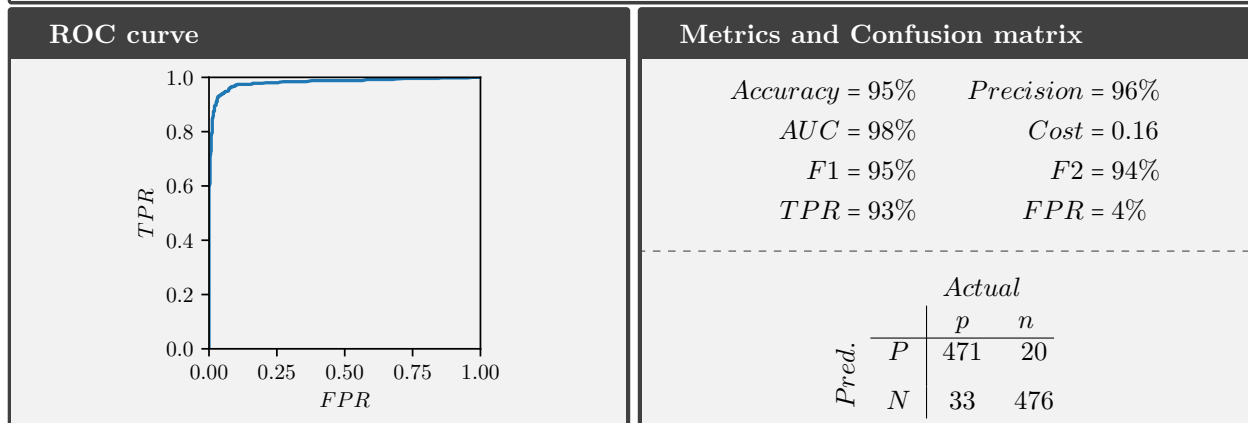 ROC curve
1.0
0.8
0.6
0.4
0.2
0.0
TPR
0.00 0.25 0.50 0.75 1.00
FPR
Metrics and Confusion matrix
Accuracy = 95% Precision = 96%
AUC = 98% Cost = 0.16
F1 = 95% F2 = 94%
TPR = 93% FPR = 4%
Actual
p n
Pred.
P 471 20
N 33 476